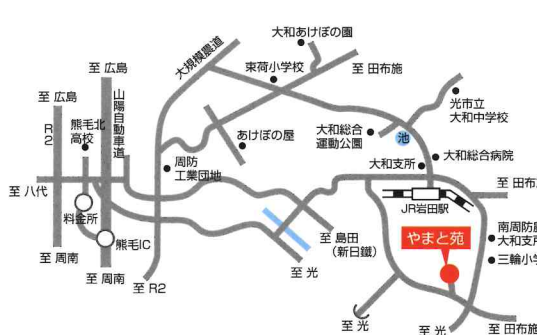 大和あけぼの園
大規模農道
東荷小学校
至 田布施
至 広島
至 広島
山陽自動車道
R2
熊毛北
高校
あけぼの屋
大和総合
運動公園
池
光市立
大和中学校
周防
工業団地
大和支所
大和総合病院
至 八代
料金所
JR岩田駅
至 田布
熊毛IC
やまと苑
南周防
大和支
三輪小
至 周南
至 周南
至 島田
(新日鐵)
至 光
至 R2
至 光
至 光
至 田布施